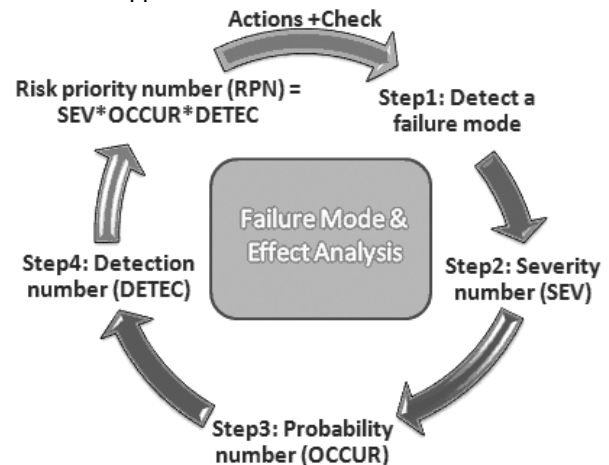 Actions +Check
Risk priority number (RPN) =
SEV*OCCUR*DETEC
Step1: Detect a
failure mode
Failure Mode &
Effect Analysis
Step2: Severity
number (SEV)
Step4: Detection
number (DETEC)
Step3: Probability
number (OCCUR)